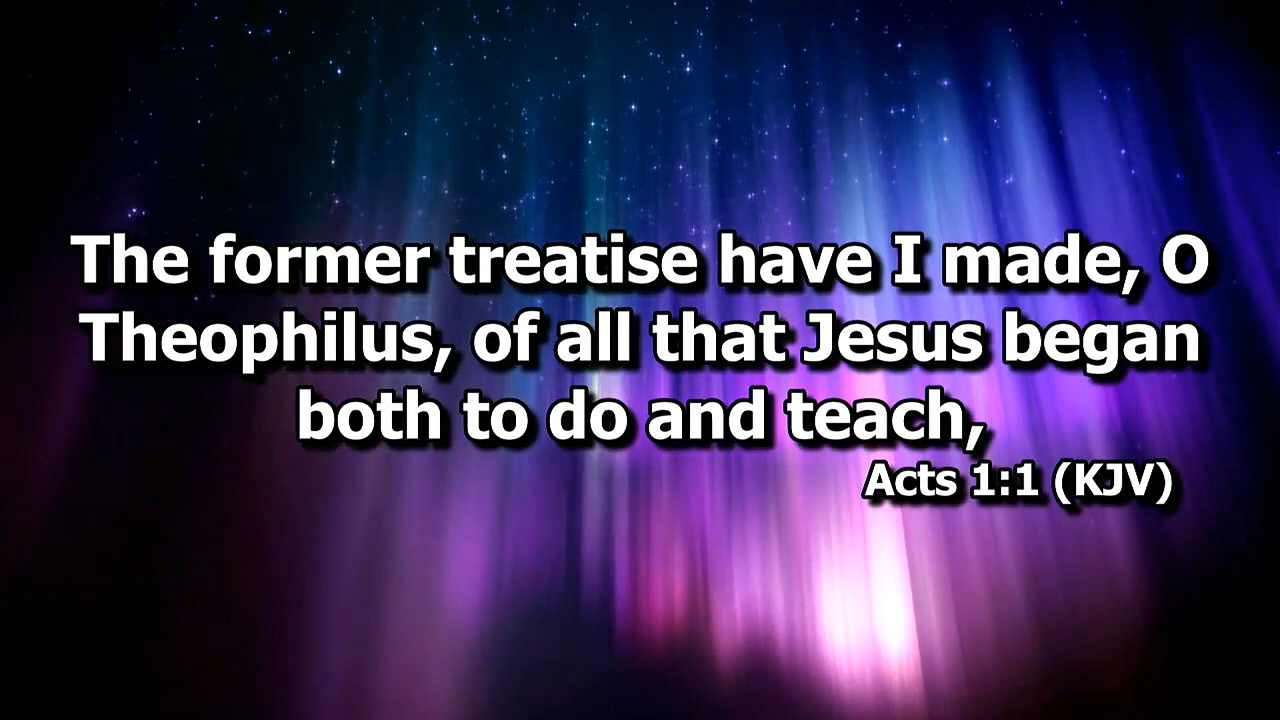 The former treatise have I made, O
Theophilus, of all that Jesus began
both to do and teach,
Acts 1:1 (KJV)